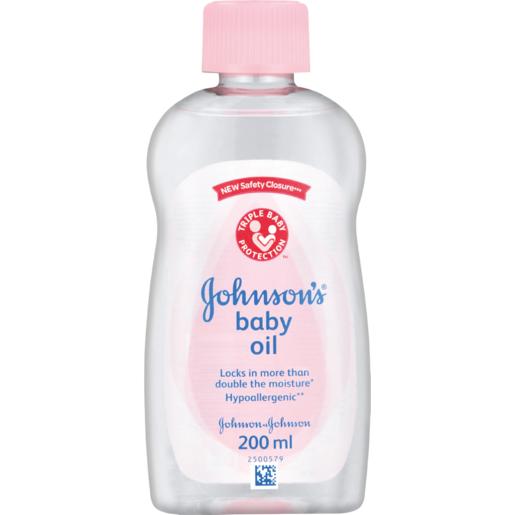 NEW Safety Closure***
TRIPLE BABY
PROTECTION
™
Johnson's®
baby
oil
Locks in more than
double the moisture*
Hypoallergenic**
Johnson & Johnson
200 ml
2500579